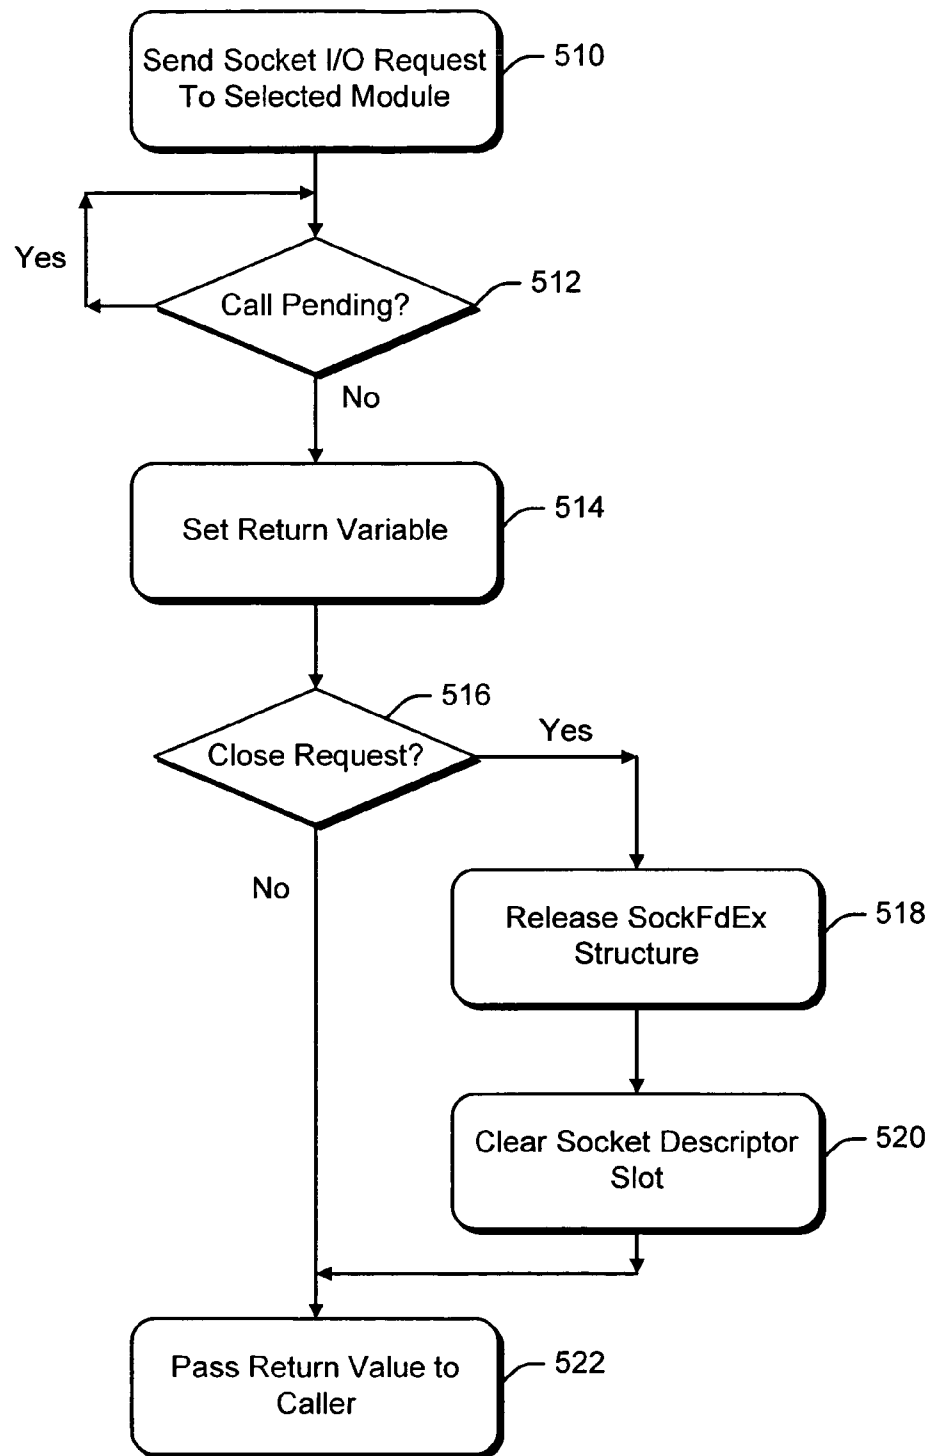 Send Socket I/O Request
To Selected Module
510
Yes
Call Pending?
512
No
Set Return Variable
514
516
Close Request?
Yes
No
Release SockFdEx
Structure
518
Clear Socket Descriptor
Slot
520
Pass Return Value to
Caller
522